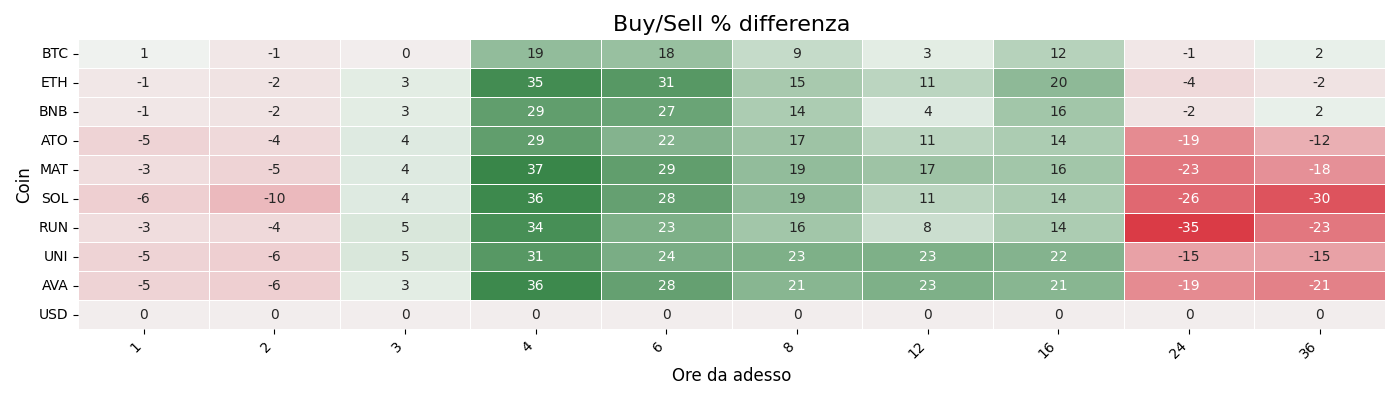 Buy/Sell % differenza
Coin
BTC 1 -1 0 19 18 9 3 12 -1 2
ETH -1 -2 3 35 31 15 11 20 -4 -2
BNB -1 -2 3 29 27 14 4 16 -2 2
ATO -5 -4 4 29 22 17 11 14 -19 -12
MAT -3 -5 4 37 29 19 17 16 -23 -18
SOL -6 -10 4 36 28 19 11 14 -26 -30
RUN -3 -4 5 34 23 16 8 14 -35 -23
UNI -5 -6 5 31 24 23 23 22 -15 -15
AVA -5 -6 3 36 28 21 23 21 -19 -21
USD 0 0 0 0 0 0 0 0 0 0
1 2 3 4 6 8 12 16 24 36
Ore da adesso